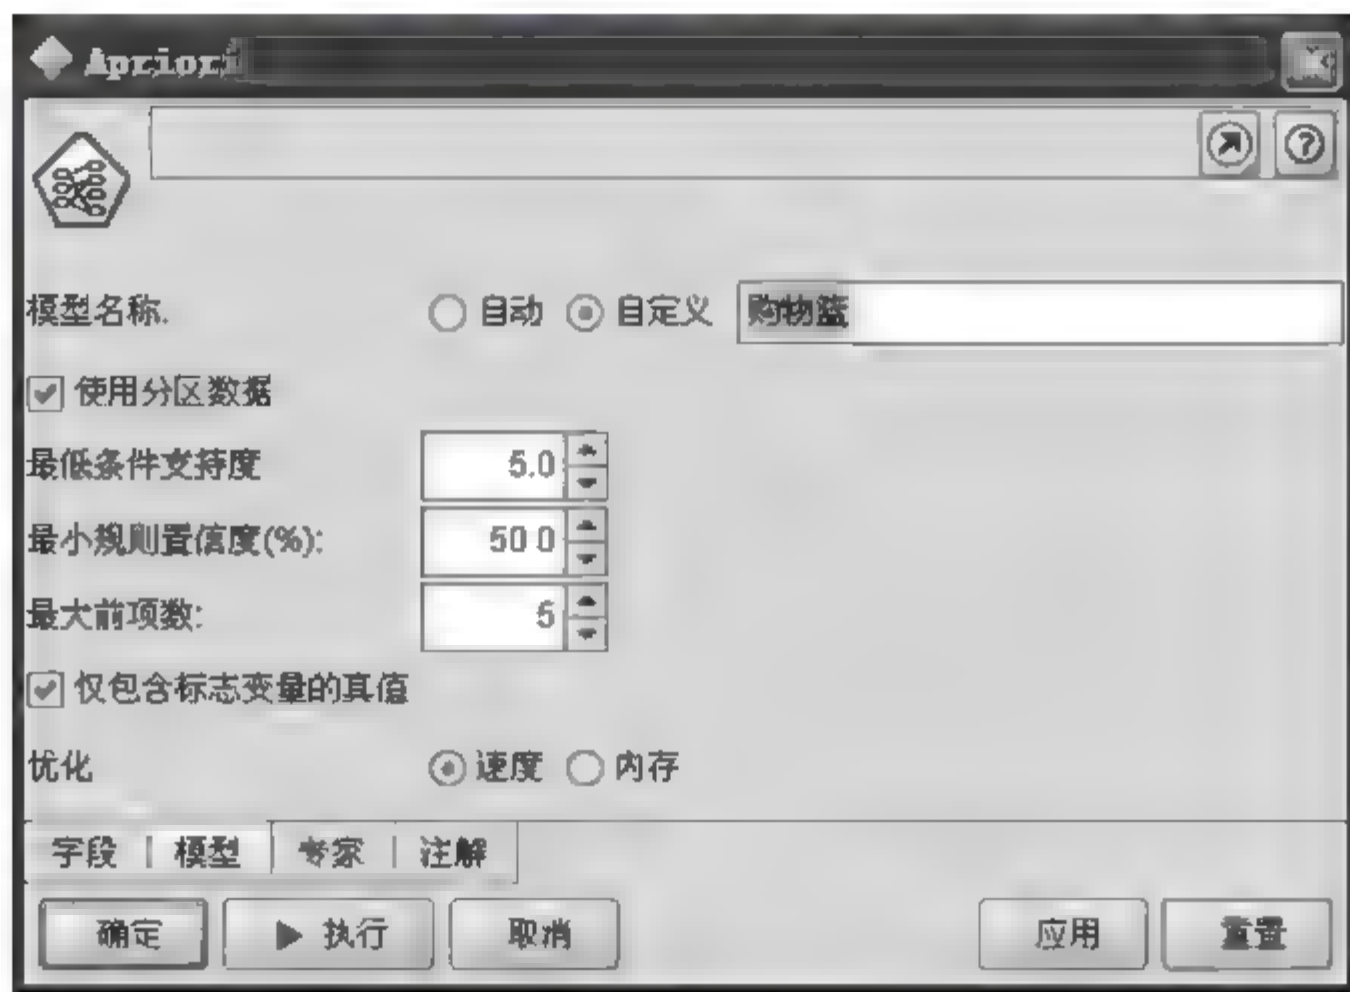 Apriori
模型名称.
自动 自定义 购物篮
使用分区数据
最低条件支持度 5.0
最小规则置信度(%): 50 0
最大前项数: 5
仅包含标志变量的真值
优化 速度 内存
字段 模型 专家 注解
确定 执行 取消 应用 重置